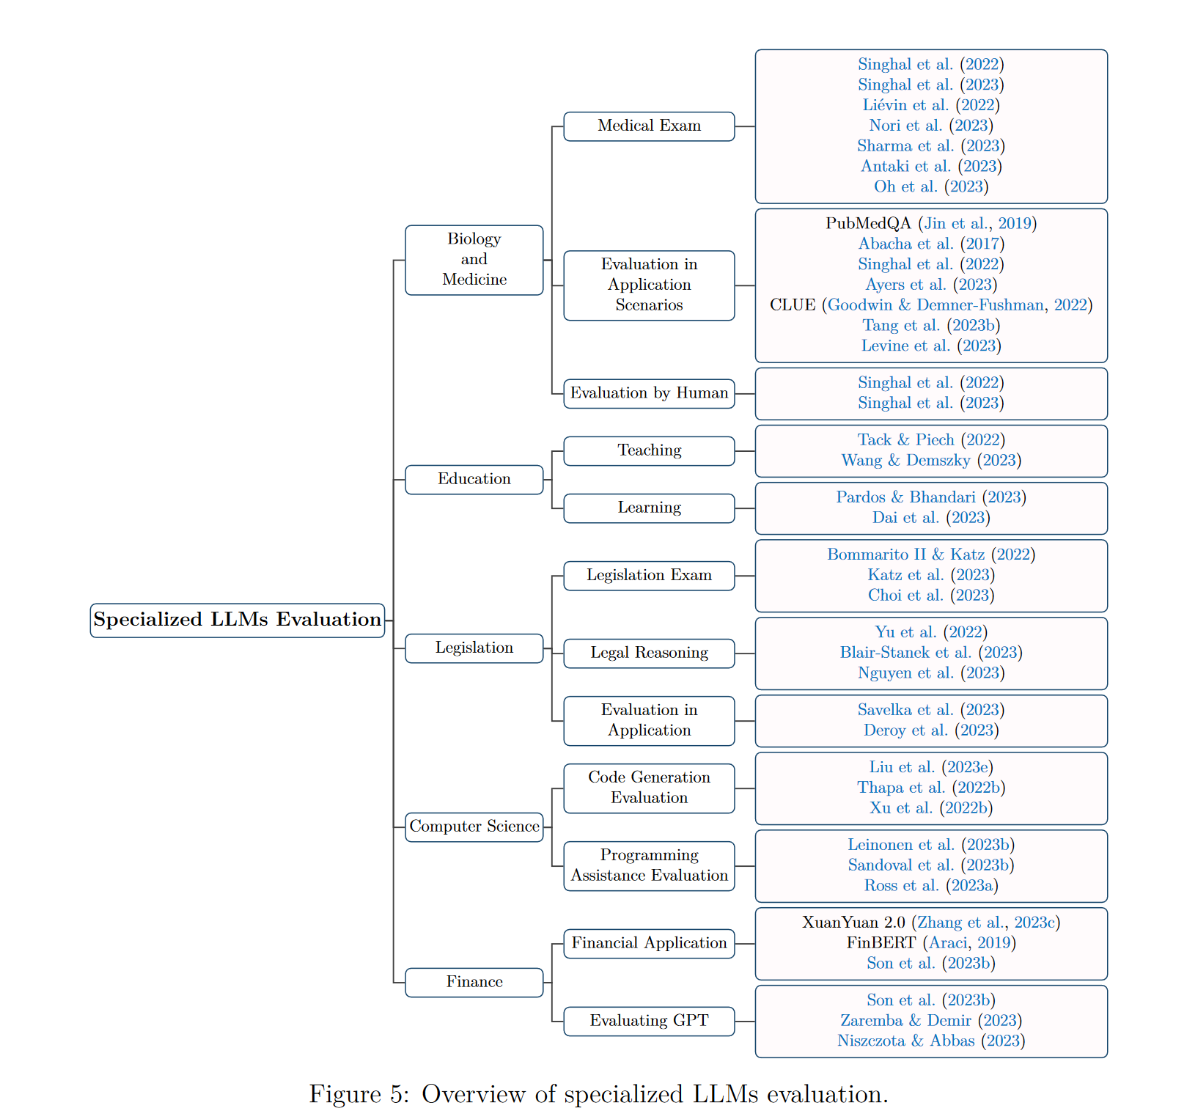 Singhal et al. (2022)
Singhal et al. (2023)
Liévin et al. (2022)
Medical Exam
Nori et al. (2023)
Sharma et al. (2023)
Antaki et al. (2023)
Oh et al. (2023)
Biology
and
Medicine
Evaluation in
Application
Scenarios
PubMedQA (Jin et al., 2019)
Abacha et al. (2017)
Singhal et al. (2022)
Ayers et al. (2023)
CLUE (Goodwin & Demner-Fushman, 2022)
Tang et al. (2023b)
Levine et al. (2023)
Evaluation by Human
Singhal et al. (2022)
Singhal et al. (2023)
Education
Teaching
Tack & Piech (2022)
Wang & Demszky (2023)
Learning
Pardos & Bhandari (2023)
Dai et al. (2023)
Specialized LLMs Evaluation
Legislation
Legislation Exam
Bommarito II & Katz (2022)
Katz et al. (2023)
Choi et al. (2023)
Legal Reasoning
Yu et al. (2022)
Blair-Stanek et al. (2023)
Nguyen et al. (2023)
Evaluation in
Application
Savelka et al. (2023)
Deroy et al. (2023)
Computer Science
Code Generation
Evaluation
Liu et al. (2023e)
Thapa et al. (2022b)
Xu et al. (2022b)
Programming
Assistance Evaluation
Leinonen et al. (2023b)
Sandoval et al. (2023b)
Ross et al. (2023a)
Finance
Financial Application
XuanYuan 2.0 (Zhang et al., 2023c)
FinBERT (Araci, 2019)
Son et al. (2023b)
Evaluating GPT
Son et al. (2023b)
Zaremba & Demir (2023)
Niszczota & Abbas (2023)
Figure 5: Overview of specialized LLMs evaluation.